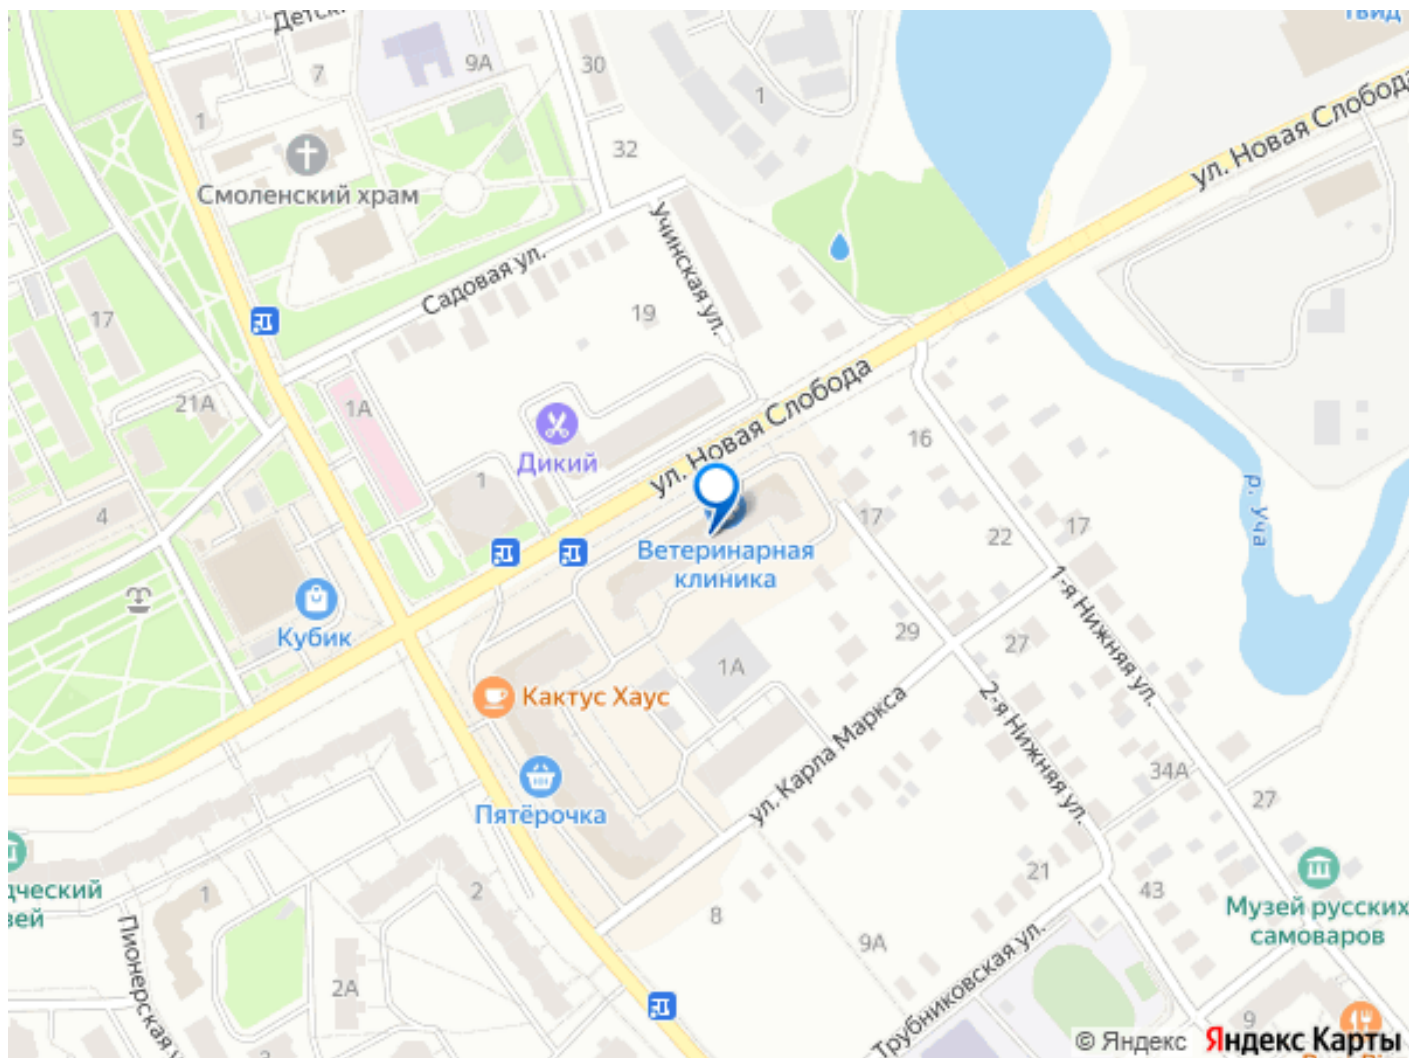 Детск
Твид
9А
7
30
1
1
5
32
Смоленский храм
ул. Новая Слобода
Учинская ул.
Садовая ул.
17
19
21А
1А
ул. Новая Слобода
Дикий
16
1
4
17
22
17
р. Уча
Ветеринарная
клиника
1-я Нижняя ул.
Кубик
29
27
1А
Кактус Хаус
2-я Нижняя ул.
ул. Карла Маркса
34А
27
Пятёрочка
дческий
зей
1
2
21
43
8
Музей русских
самоваров
9А
Пионерская
Трубниковская ул.
2А
9
© Яндекс
Яндекс Карты